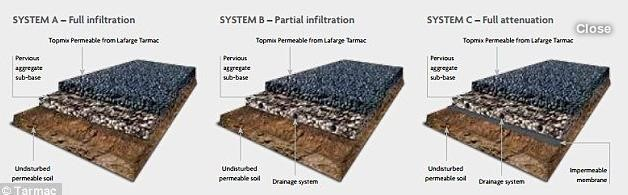 SYSTEM A – Full infiltration
Topmix Permeable from Lafarge Tarmac
Pervious
aggregate
sub-base
Undisturbed
permeable soil
SYSTEM B – Partial infiltration
Topmix Permeable from Lafarge Tarmac
Pervious
aggregate
sub-base
Undisturbed
permeable soil
Drainage system
SYSTEM C – Full attenuation
Close
Topmix Permeable from Lafarge Tarmac
Pervious
aggregate
sub-base
Undisturbed
permeable soil
Drainage system
Impermeable
membrane
© Tarmac